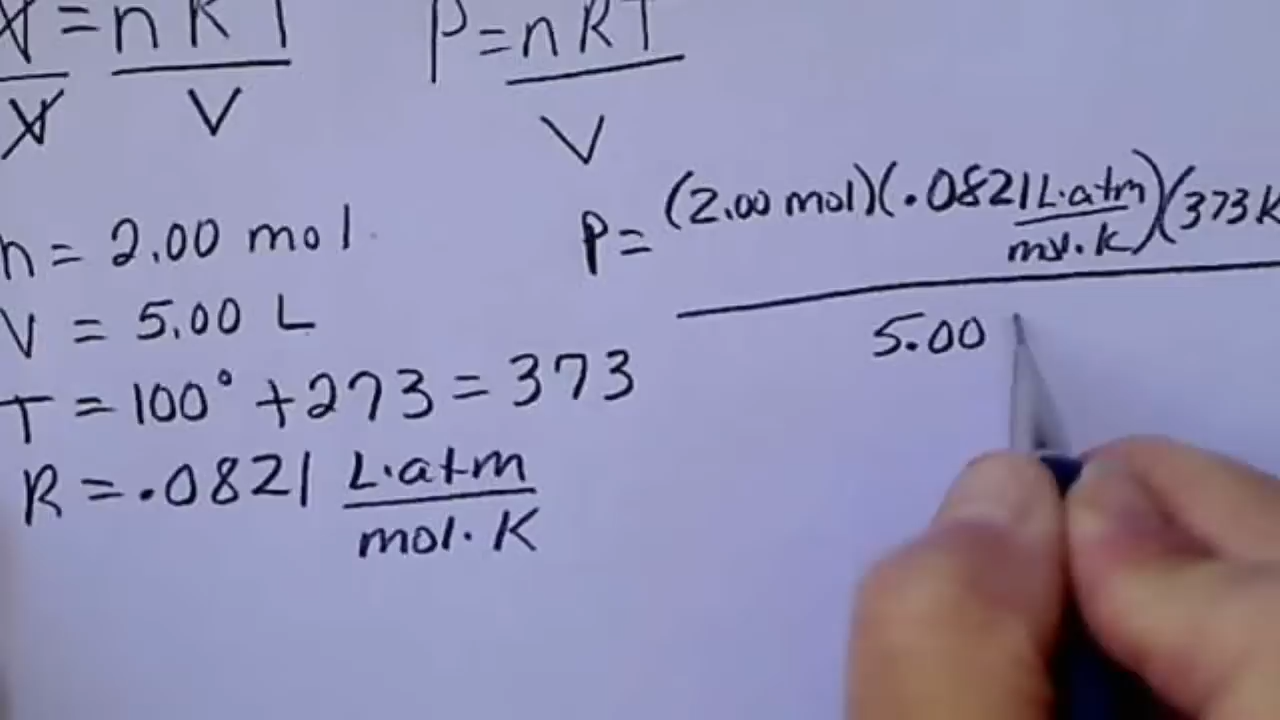 V = nRT P = nRT
V V V
n = 2.00 mol
V = 5.00 L
T = 100° + 273 = 373
R = .0821 L·atm
mol·K
P = (2.00 mol)(.0821 L·atm)(373 K
mol·K
5.00